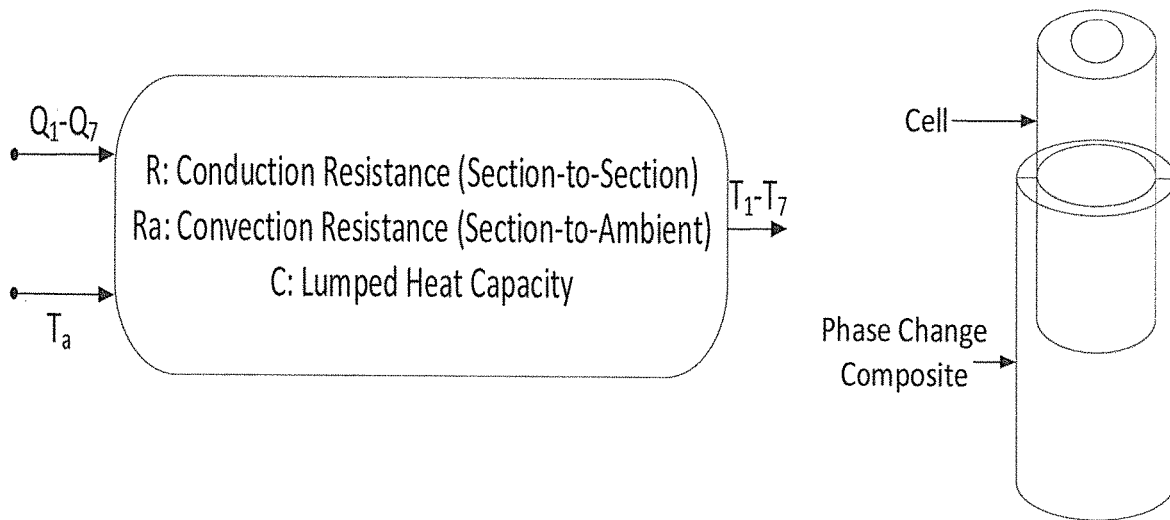 Q₁-Q₇
Tₐ
R: Conduction Resistance (Section-to-Section)
Ra: Convection Resistance (Section-to-Ambient)
C: Lumped Heat Capacity
T₁-T₇
Cell
Phase Change
Composite